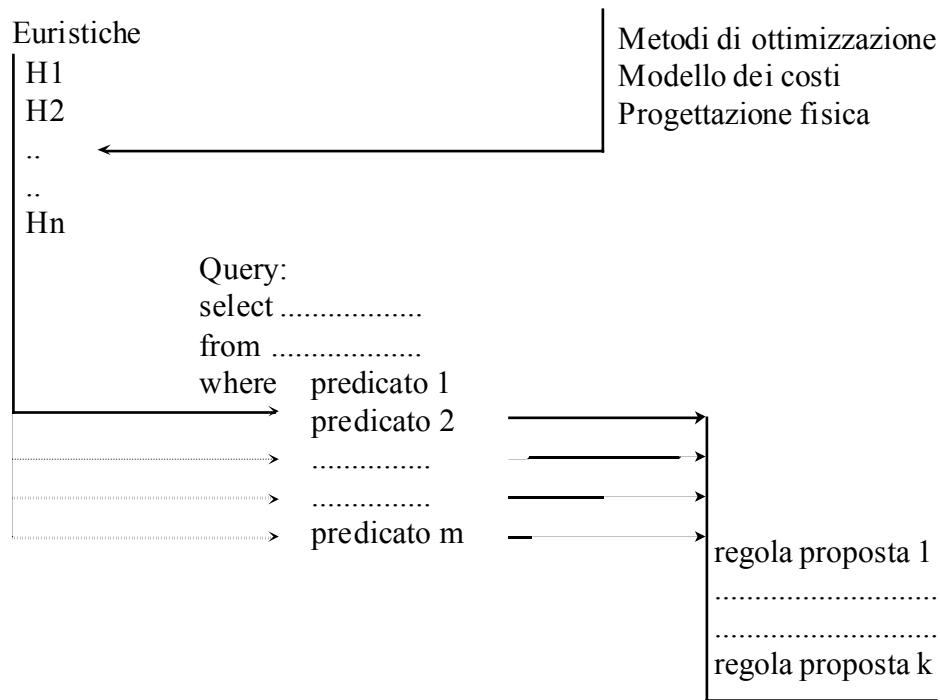 Euristiche
H1
H2
..
..
Hn
Metodi di ottimizzazione
Modello dei costi
Progettazione fisica
Query:
select ..................
from ...................
where predicato 1
predicato 2
...............
...............
predicato m
regola proposta 1
............................
............................
regola proposta k